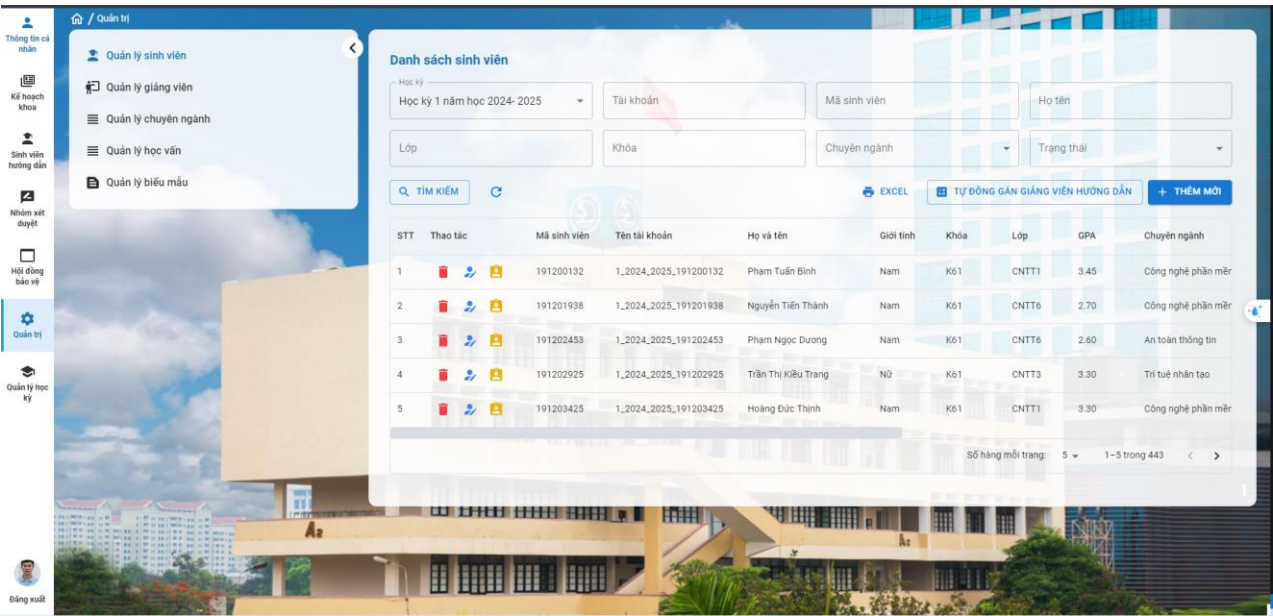 Quản trị
Thông tin cá
nhân
Kế hoạch
khoa
Sinh viên
hướng dẫn
Nhóm xét
duyệt
Hội đồng
bảo vệ
Quản trị
Quản lý học
kỳ
Đăng xuất
Quản lý sinh viên
Quản lý giảng viên
Quản lý chuyên ngành
Quản lý học vấn
Quản lý biểu mẫu
Danh sách sinh viên
Học kỳ
Học kỳ 1 năm học 2024- 2025 Tài khoản Mã sinh viên Họ tên
Lớp Khóa Chuyên ngành Trạng thái
TÌM KIẾM EXCEL TỰ ĐỘNG GÁN GIẢNG VIÊN HƯỚNG DẪN + THÊM MỚI
STT Thao tác Mã sinh viên Tên tài khoản Họ và tên Giới tính Khóa Lớp GPA Chuyên ngành
1 191200132 1_2024_2025_191200132 Phạm Tuấn Bình Nam K61 CNTT1 3.45 Công nghệ phần mềr
2 191201938 1_2024_2025_191201938 Nguyễn Tiến Thành Nam K61 CNTT6 2.70 Công nghệ phần mềr
3 191202453 1_2024_2025_191202453 Phạm Ngọc Dương Nam K61 CNTT6 2.60 An toàn thông tin
4 191202925 1_2024_2025_191202925 Trần Thị Kiều Trang Nữ K61 CNTT3 3.30 Trí tuệ nhân tạo
5 191203425 1_2024_2025_191203425 Hoàng Đức Thịnh Nam K61 CNTT1 3.30 Công nghệ phần mềr
Số hàng mỗi trang: 5 1–5 trong 443
A2
A2